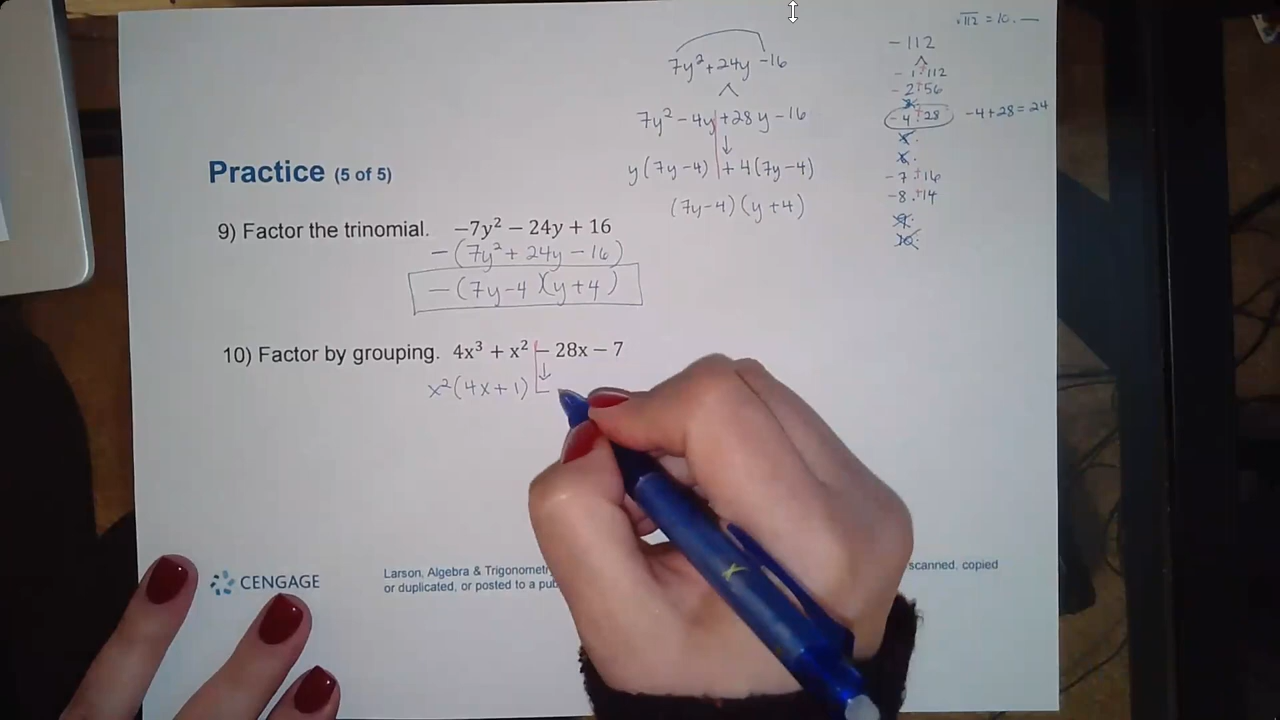 √112 = 10. —
-112
-1·+112
-2·+56
-4·+28 -4+28=24
-7·+16
-8·+14
7y²+24y-16
7y²-4y+28y-16
y(7y-4)+4(7y-4)
(7y-4)(y+4)
Practice (5 of 5)
9) Factor the trinomial. −7y² − 24y + 16
-(7y²+24y-16)
-(7y-4)(y+4)
10) Factor by grouping. 4x³ + x² − 28x − 7
x²(4x+1) -
CENGAGE
Larson, Algebra & Trigonometry scanned, copied
or duplicated, or posted to a pub